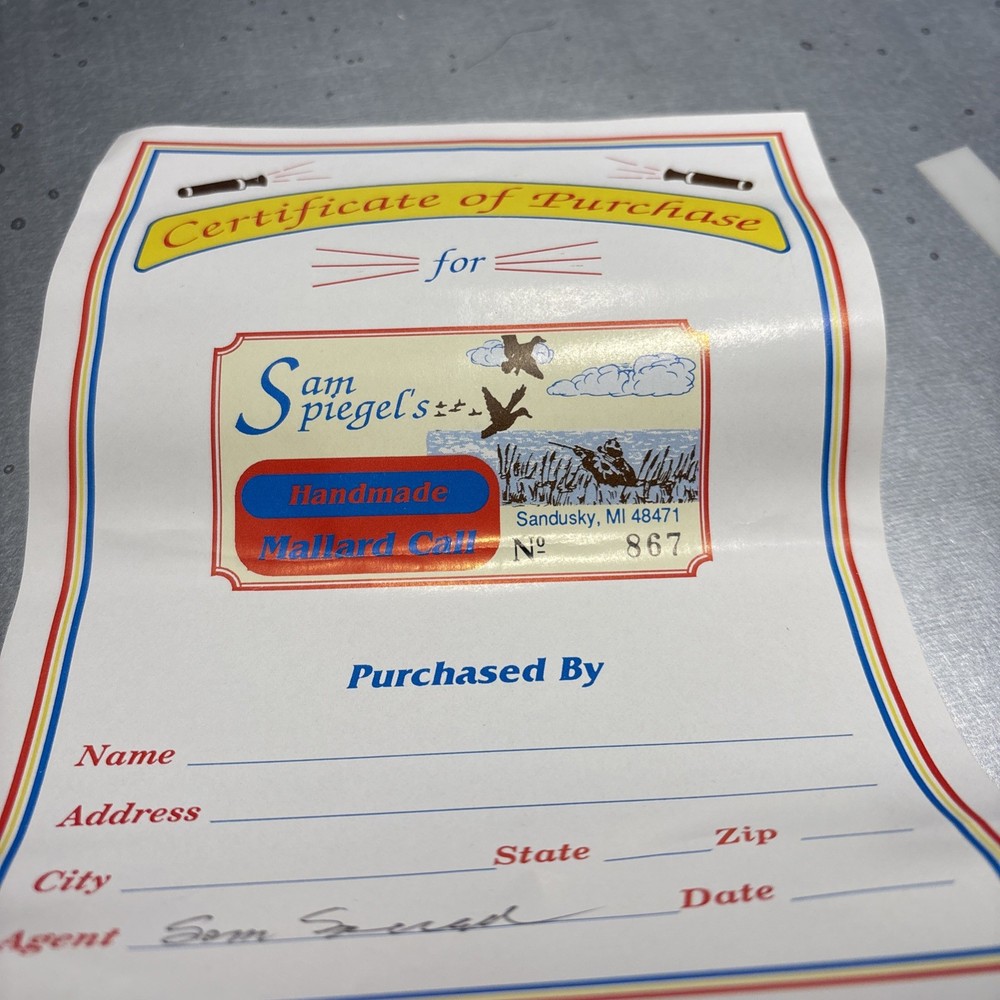 Certificate of Purchase
for
Sam
Spiegel's
Handmade
Mallard Call
Sandusky, MI 48471
Nº 867
Purchased By
Name
Address
City State Zip
Agent Sam Date